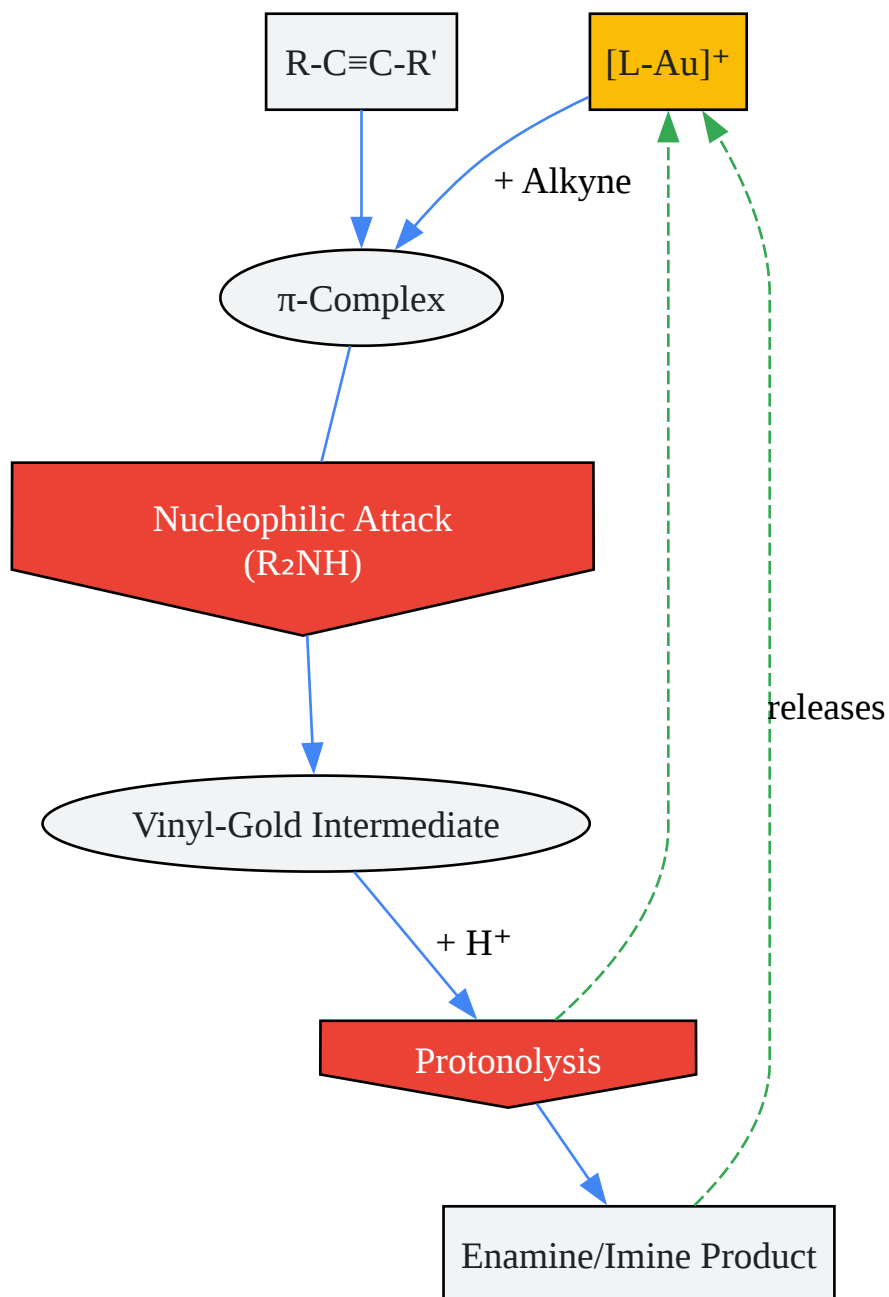 R-C≡C-R'
[L-Au]⁺
+ Alkyne
π-Complex
Nucleophilic Attack
(R₂NH)
releases
Vinyl-Gold Intermediate
+ H⁺
Protonolysis
Enamine/Imine Product